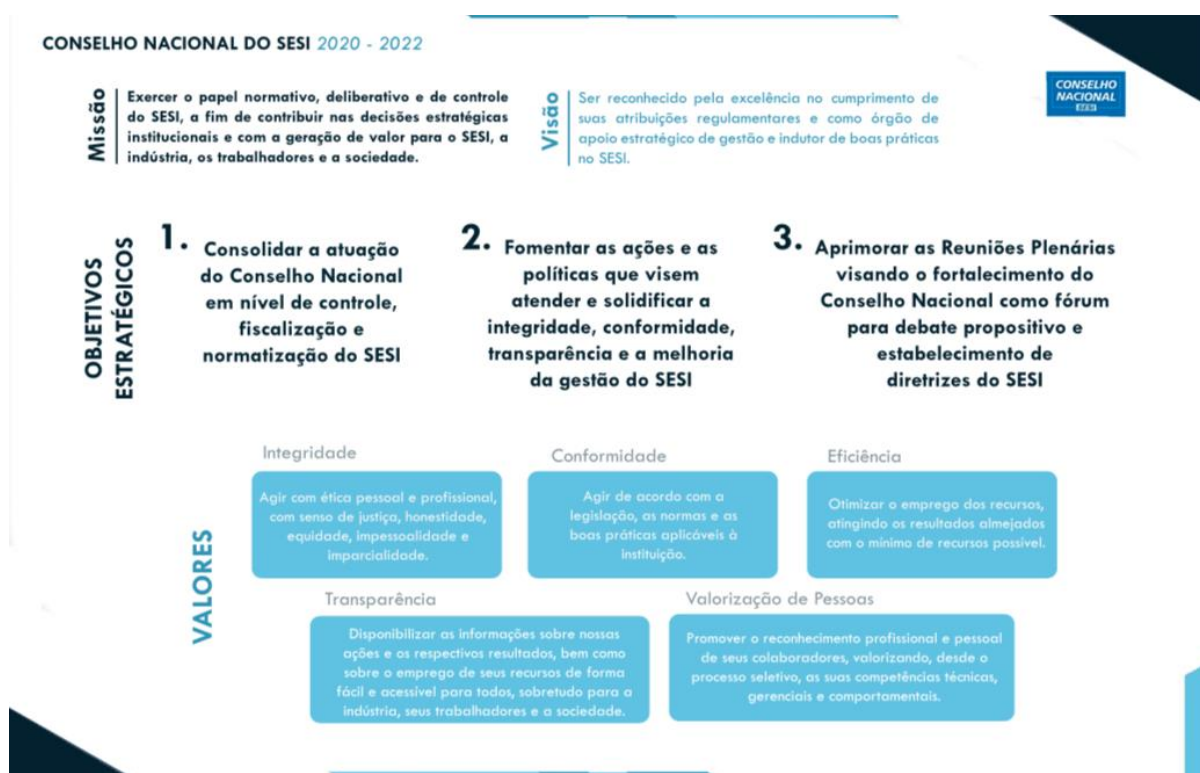 CONSELHO NACIONAL DO SESI 2020 - 2022
CONSELHO
NACIONAL
SESI
Missão
Exercer o papel normativo, deliberativo e de controle
do SESI, a fim de contribuir nas decisões estratégicas
institucionais e com a geração de valor para o SESI, a
indústria, os trabalhadores e a sociedade.
Visão
Ser reconhecido pela excelência no cumprimento de
suas atribuições regulamentares e como órgão de
apoio estratégico de gestão e indutor de boas práticas
no SESI.
OBJETIVOS
ESTRATÉGICOS
1. Consolidar a atuação
do Conselho Nacional
em nível de controle,
fiscalização e
normatização do SESI
2. Fomentar as ações e as
políticas que visem
atender e solidificar a
integridade, conformidade,
transparência e a melhoria
da gestão do SESI
3. Aprimorar as Reuniões Plenárias
visando o fortalecimento do
Conselho Nacional como fórum
para debate propositivo e
estabelecimento de
diretrizes do SESI
VALORES
Integridade
Agir com ética pessoal e profissional,
com senso de justiça, honestidade,
equidade, impessoalidade e
imparcialidade.
Conformidade
Agir de acordo com a
legislação, as normas e as
boas práticas aplicáveis à
instituição.
Eficiência
Otimizar o emprego dos recursos,
atingindo os resultados almejados
com o mínimo de recursos possível.
Transparência
Disponibilizar as informações sobre nossas
ações e os respectivos resultados, bem como
sobre o emprego de seus recursos de forma
fácil e acessível para todos, sobretudo para a
indústria, seus trabalhadores e a sociedade.
Valorização de Pessoas
Promover o reconhecimento profissional e pessoal
de seus colaboradores, valorizando, desde o
processo seletivo, as suas competências técnicas,
gerenciais e comportamentais.